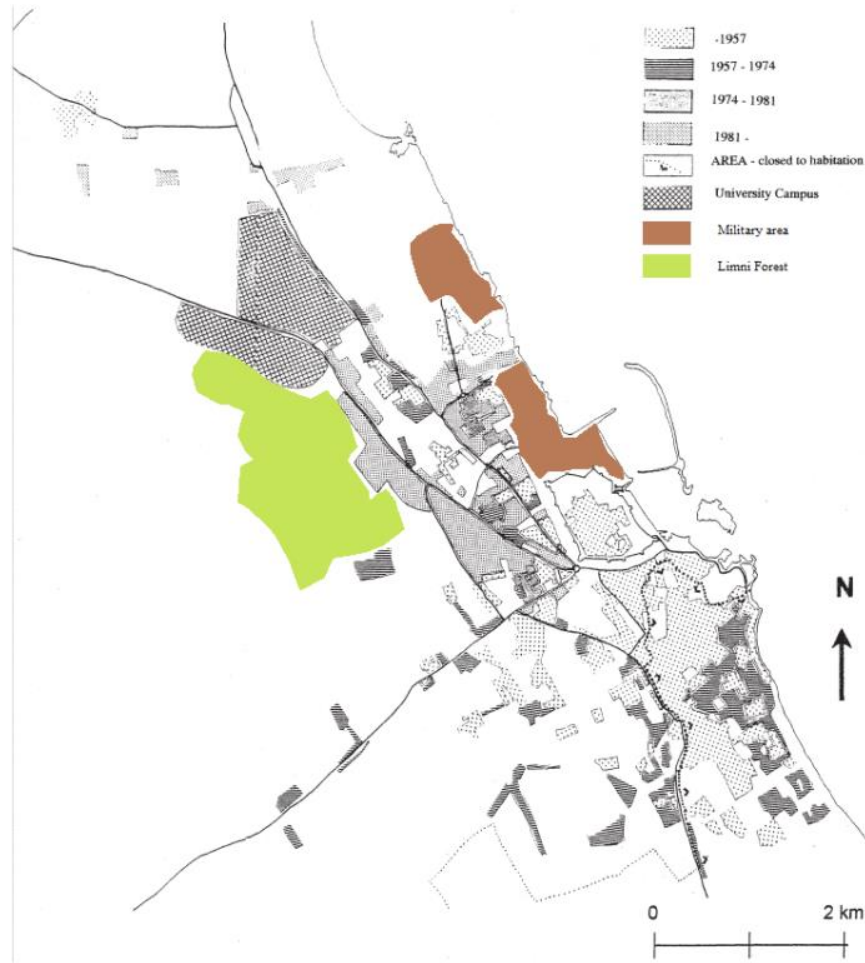 -1957
1957 - 1974
1974 - 1981
1981 -
AREA - closed to habitation
University Campus
Military area
Limni Forest
N
0 2 km